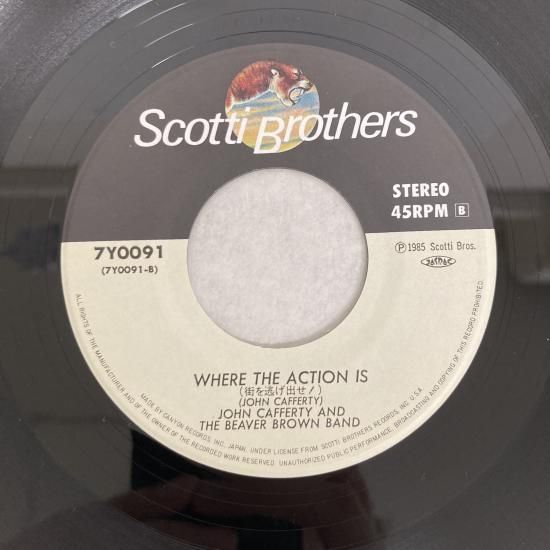 Scotti Brothers
STEREO
45RPM B
7Y0091
(7Y0091-B)
Ⓟ1985 Scotti Bros.
JASRAC
WHERE THE ACTION IS
(街を逃げ出せ!)
(JOHN CAFFERTY)
JOHN CAFFERTY AND
THE BEAVER BROWN BAND
ALL RIGHTS OF THE MANUFACTURER AND OF THE OWNER OF THE RECORDED WORK RESERVED. UNAUTHORIZED PUBLIC PERFORMANCE, BROADCASTING AND COPYING OF THIS RECORD PROHIBITED.
MADE BY CANYON RECORDS, INC. JAPAN. UNDER LICENSE FROM SCOTTI BROTHERS RECORDS INC. U.S.A.